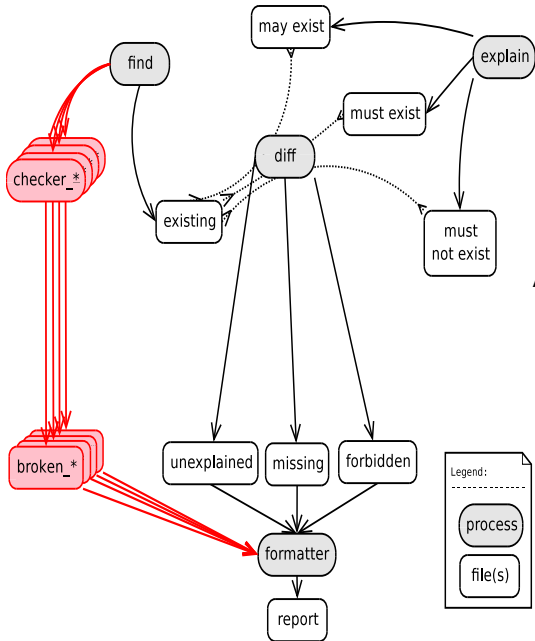 may exist
find
explain
must exist
diff
checker_*
existing
must
not exist
unexplained
missing
forbidden
broken_*
Legend:
process
formatter
file(s)
report